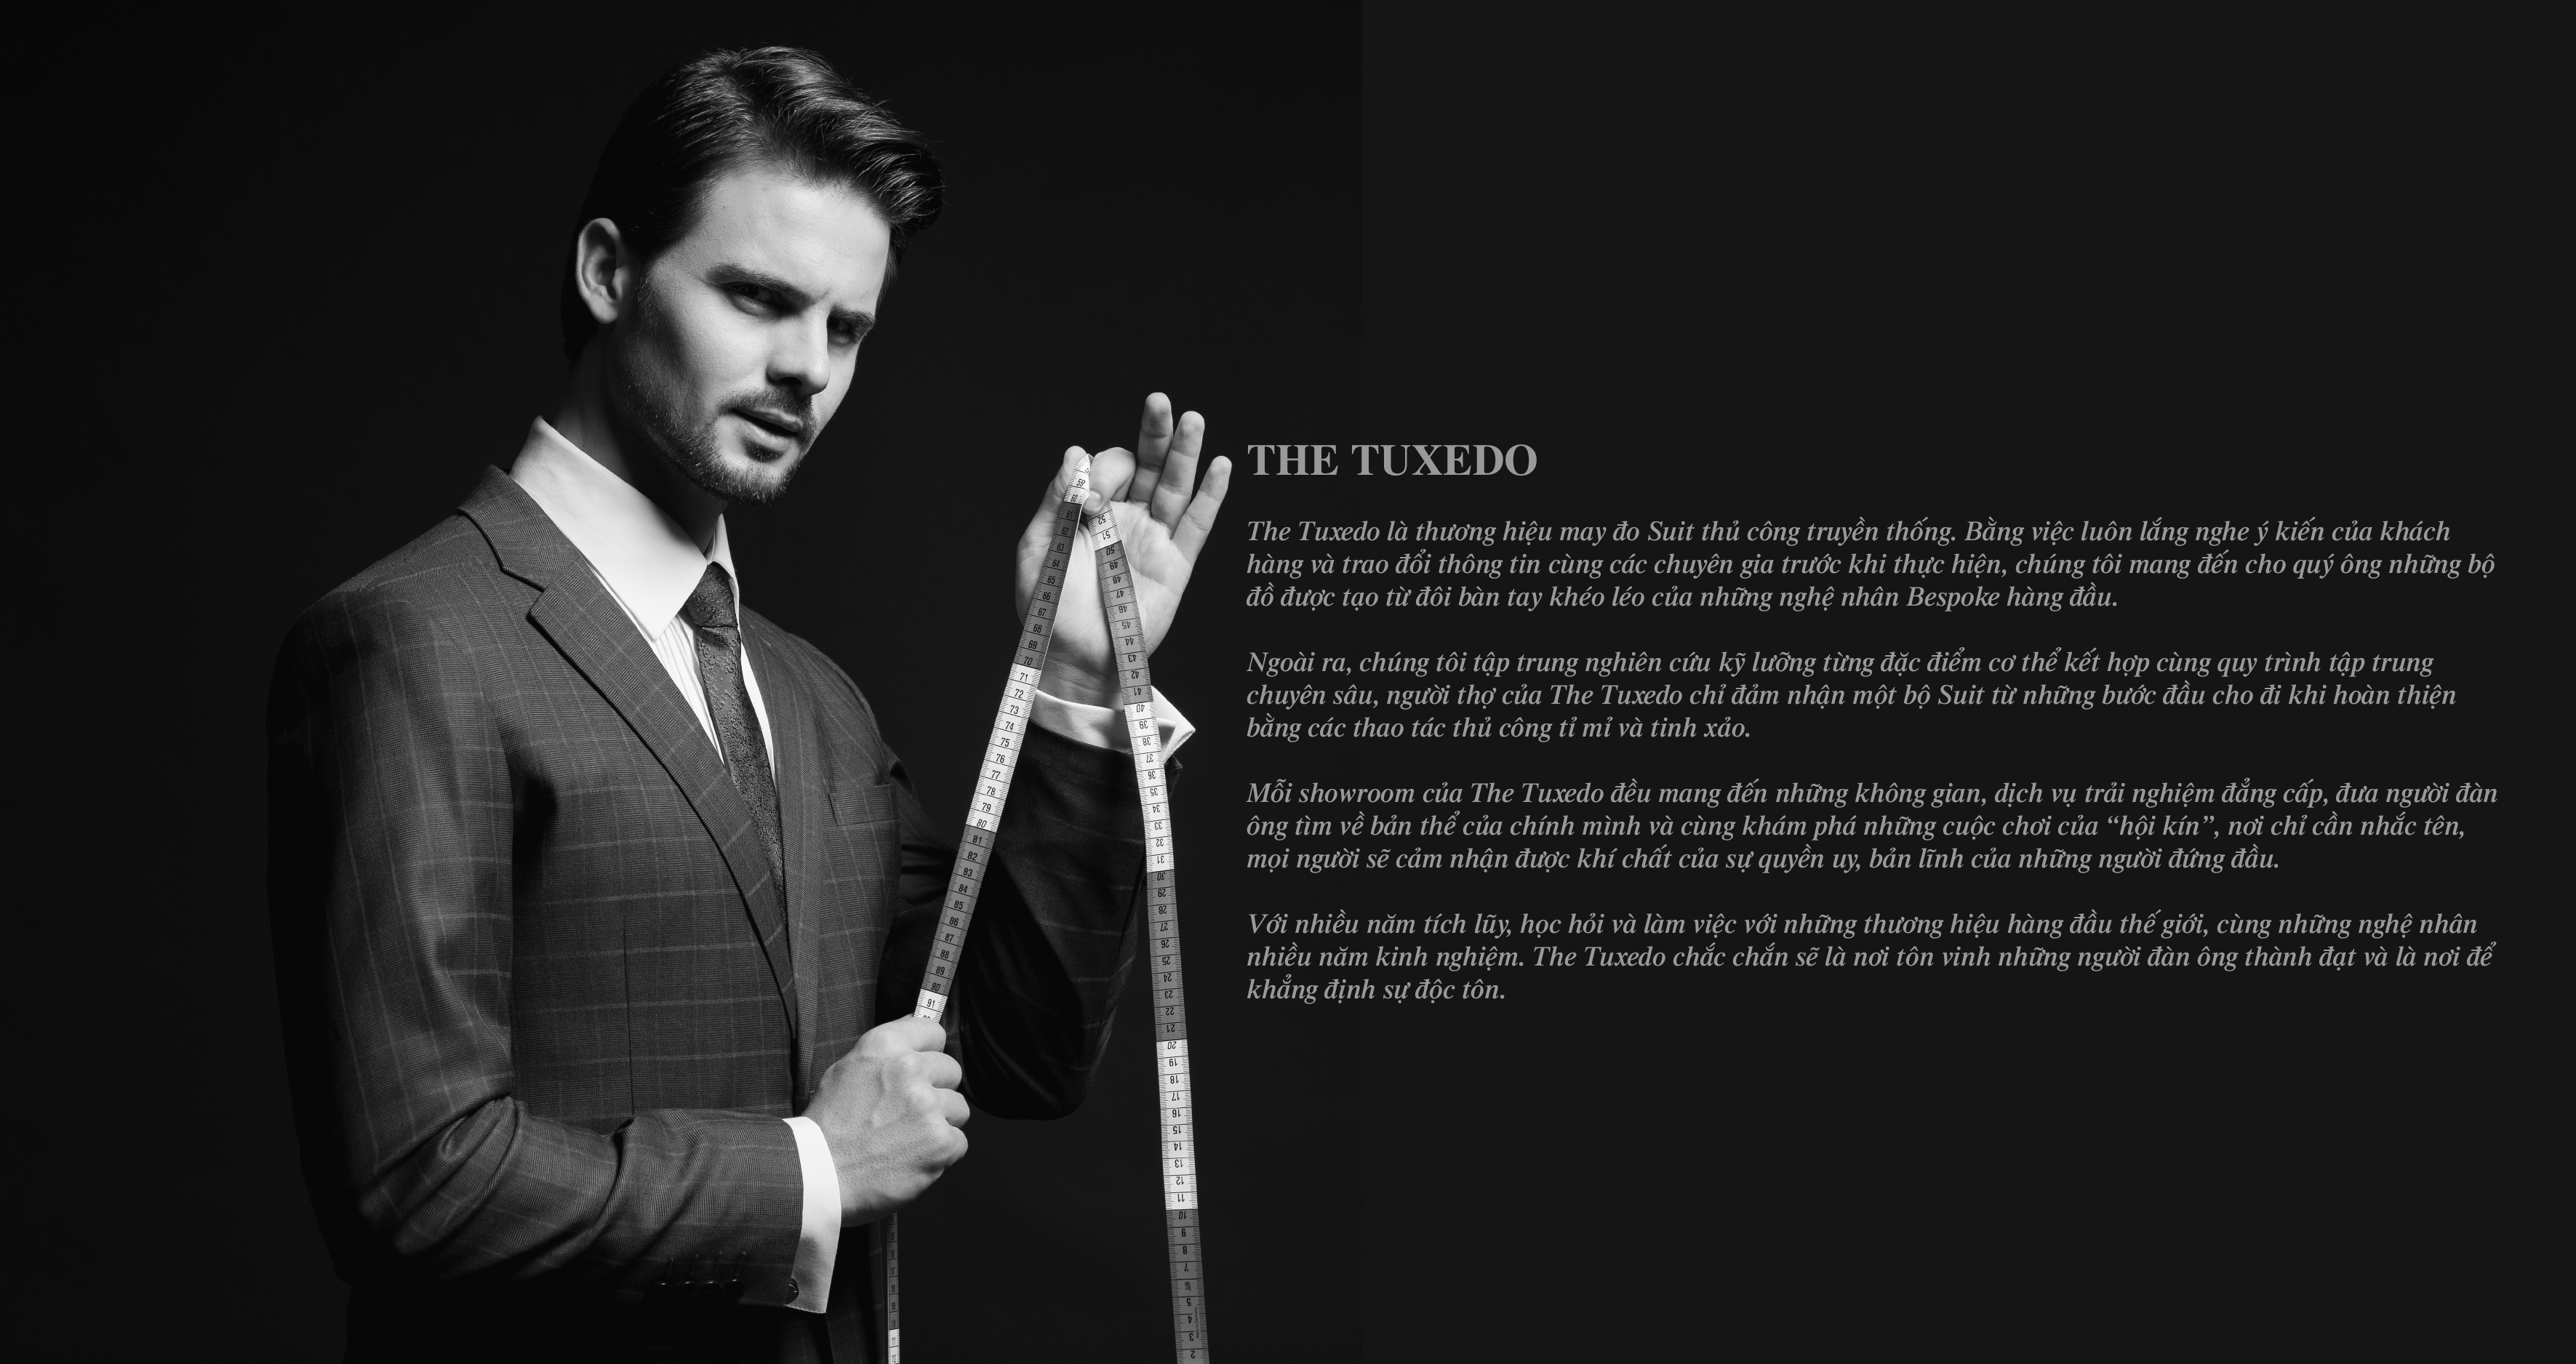 THE TUXEDO
The Tuxedo là thương hiệu may đo Suit thủ công truyền thống. Bằng việc luôn lắng nghe ý kiến của khách
hàng và trao đổi thông tin cùng các chuyên gia trước khi thực hiện, chúng tôi mang đến cho quý ông những bộ
đồ được tạo từ đôi bàn tay khéo léo của những nghệ nhân Bespoke hàng đầu.
Ngoài ra, chúng tôi tập trung nghiên cứu kỹ lưỡng từng đặc điểm cơ thể kết hợp cùng quy trình tập trung
chuyên sâu, người thợ của The Tuxedo chỉ đảm nhận một bộ Suit từ những bước đầu cho đi khi hoàn thiện
bằng các thao tác thủ công tỉ mỉ và tinh xảo.
Mỗi showroom của The Tuxedo đều mang đến những không gian, dịch vụ trải nghiệm đẳng cấp, đưa người đàn
ông tìm về bản thể của chính mình và cùng khám phá những cuộc chơi của “hội kín”, nơi chỉ cần nhắc tên,
mọi người sẽ cảm nhận được khí chất của sự quyền uy, bản lĩnh của những người đứng đầu.
Với nhiều năm tích lũy, học hỏi và làm việc với những thương hiệu hàng đầu thế giới, cùng những nghệ nhân
nhiều năm kinh nghiệm. The Tuxedo chắc chắn sẽ là nơi tôn vinh những người đàn ông thành đạt và là nơi để
khẳng định sự độc tôn.